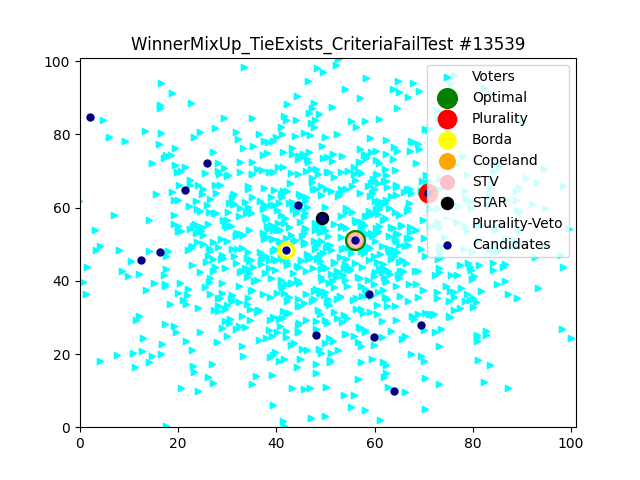 WinnerMixUp_TieExists_CriteriaFailTest #13539
Voters
Optimal
Plurality
Borda
Copeland
STV
STAR
Plurality-Veto
Candidates
100
80
60
40
20
0
0 20 40 60 80 100